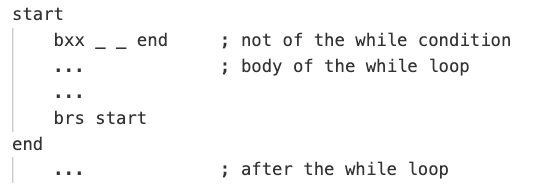 start
bxx _ _ end ; not of the while condition
... ; body of the while loop
...
brs start
end
... ; after the while loop